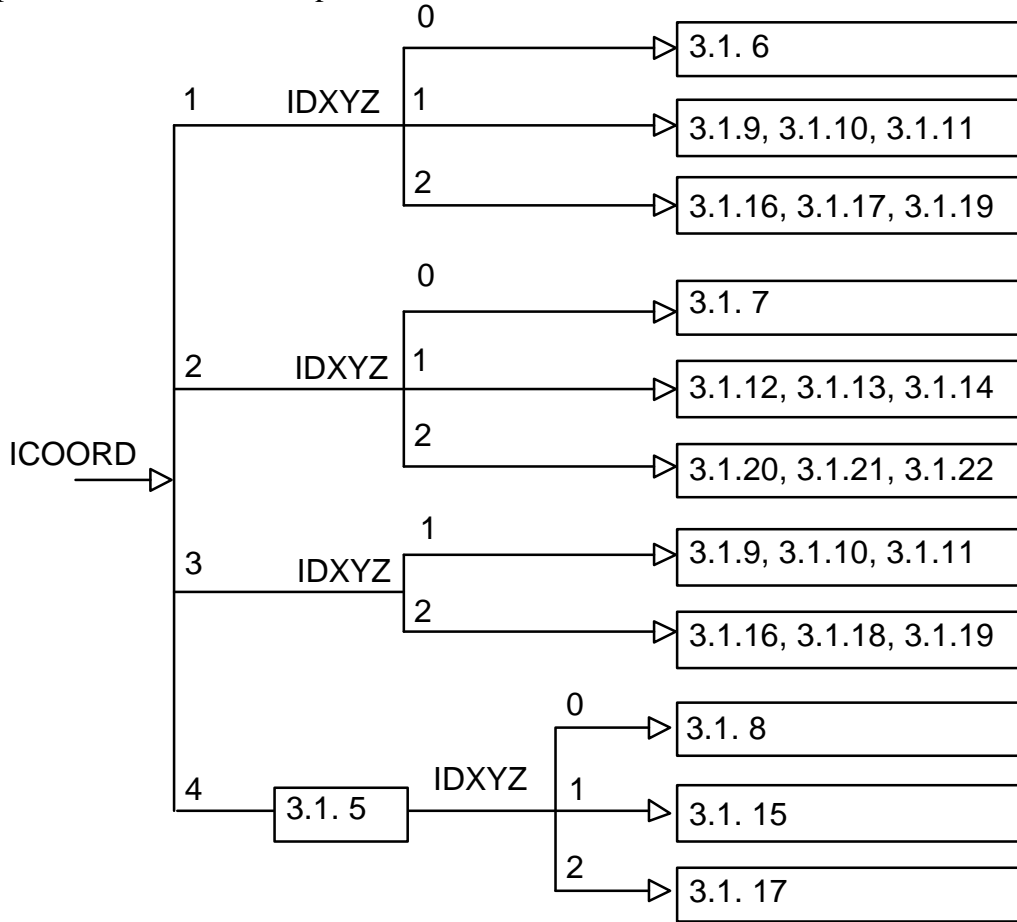 0
3.1. 6
1 IDXYZ 1
3.1.9, 3.1.10, 3.1.11
2
3.1.16, 3.1.17, 3.1.19
0
3.1. 7
2 IDXYZ 1
3.1.12, 3.1.13, 3.1.14
2
3.1.20, 3.1.21, 3.1.22
ICOORD
1
3.1.9, 3.1.10, 3.1.11
3 IDXYZ
2
3.1.16, 3.1.18, 3.1.19
0
3.1. 8
4 3.1. 5 IDXYZ 1
3.1. 15
2
3.1. 17